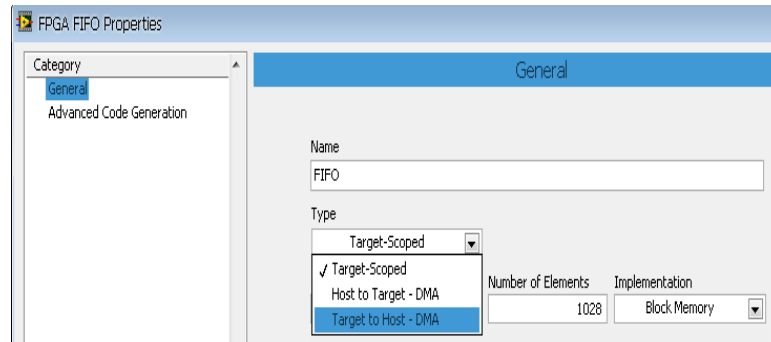 FPGA FIFO Properties
Category
General
Advanced Code Generation
General
Name
FIFO
Type
Target-Scoped
Target-Scoped
Host to Target - DMA
Target to Host - DMA
Number of Elements
1028
Implementation
Block Memory